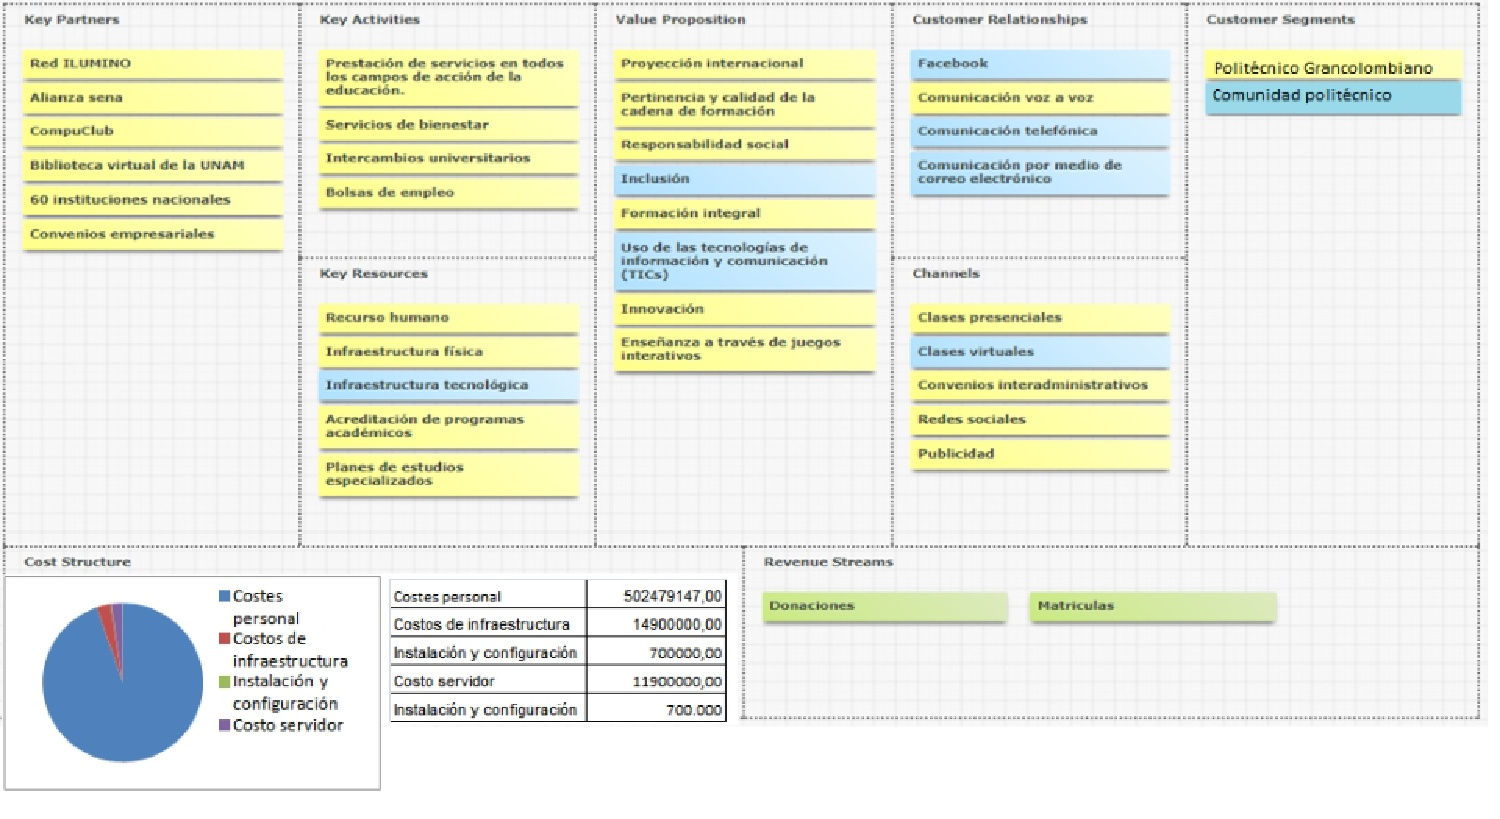 Key Partners
Red ILUMINO
Alianza sena
CompuClub
Biblioteca virtual de la UNAM
60 instituciones nacionales
Convenios empresariales
Key Activities
Prestación de servicios en todos
los campos de acción de la
educación.
Servicios de bienestar
Intercambios universitarios
Bolsas de empleo
Key Resources
Recurso humano
Infraestructura física
Infraestructura tecnológica
Acreditación de programas
académicos
Planes de estudios
especializados
Value Proposition
Proyección internacional
Pertinencia y calidad de la
cadena de formación
Responsabilidad social
Inclusión
Formación integral
Uso de las tecnologías de
información y comunicación
(TICs)
Innovación
Enseñanza a través de juegos
interativos
Customer Relationships
Facebook
Comunicación voz a voz
Comunicación telefónica
Comunicación por medio de
correo electrónico
Channels
Clases presenciales
Clases virtuales
Convenios interadministrativos
Redes sociales
Publicidad
Customer Segments
Politécnico Grancolombiano
Comunidad politécnico
Cost Structure
Costes
personal
Costos de
infraestructura
Instalación y
configuración
Costo servidor
Costes personal 502479147,00
Costos de infraestructura 14900000,00
Instalación y configuración 700000,00
Costo servidor 11900000,00
Instalación y configuración 700.000
Revenue Streams
Donaciones
Matriculas